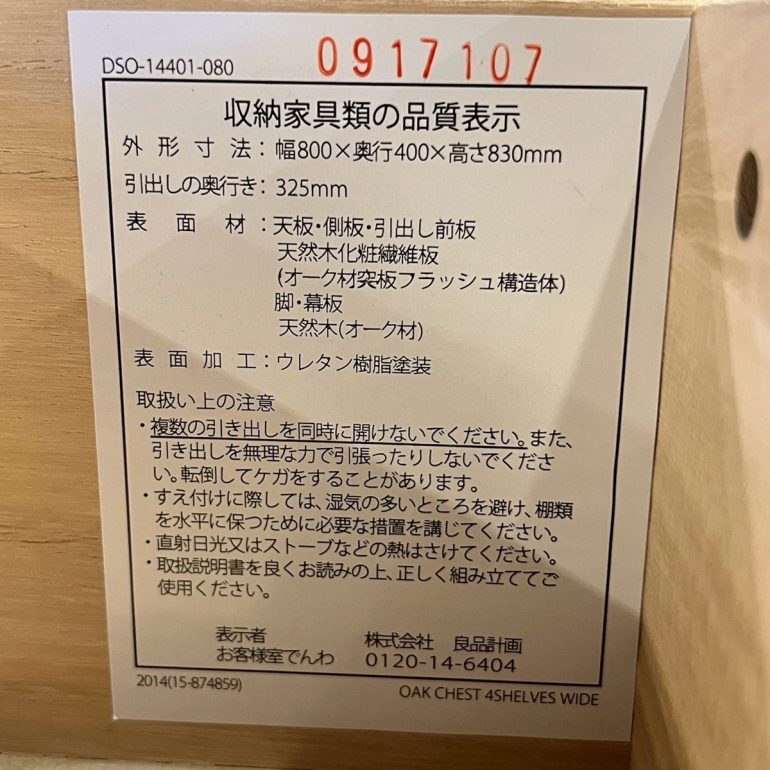 DSO-14401-080
0917107
収納家具類の品質表示
外形寸法：幅800×奥行400×高さ830mm
引出しの奥行き：325mm
表面材：天板・側板・引出し前板
天然木化粧繊維板
(オーク材突板フラッシュ構造体)
脚・幕板
天然木(オーク材)
表面加工：ウレタン樹脂塗装
取扱い上の注意
・複数の引き出しを同時に開けないでください。また、
引き出しを無理な力で引張ったりしないでくださ
い。転倒してケガをすることがあります。
・すえ付けに際しては、湿気の多いところを避け、棚類
を水平に保つために必要な措置を講じてください。
・直射日光又はストーブなどの熱はさけてください。
・取扱説明書を良くお読みの上、正しく組み立ててご
使用ください。
表示者 株式会社 良品計画
お客様室でんわ 0120-14-6404
2014(15-874859)
OAK CHEST 4SHELVES WIDE